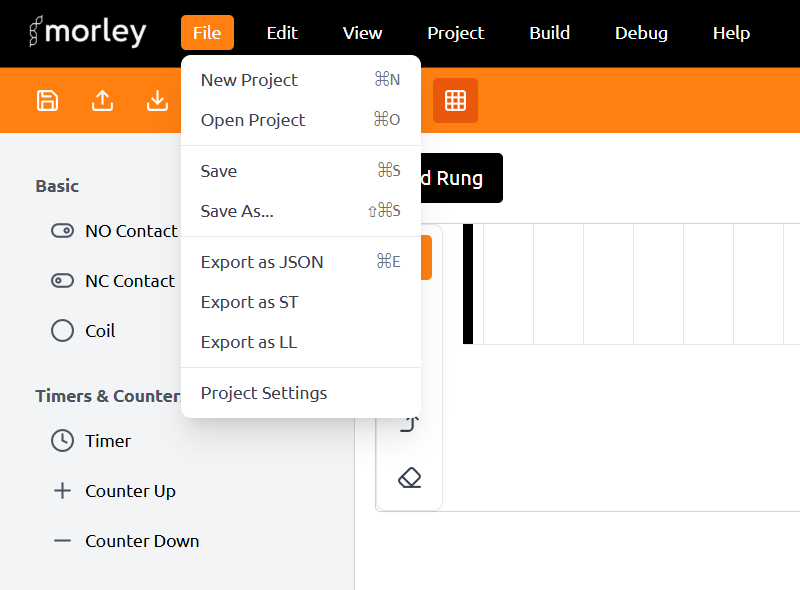 morley File Edit View Project Build Debug Help
New Project ⌘N
Open Project ⌘O
Save ⌘S
Save As... ⇧⌘S
Export as JSON ⌘E
Export as ST
Export as LL
Project Settings
d Rung
Basic
NO Contact
NC Contact
Coil
Timers & Counter
Timer
Counter Up
Counter Down